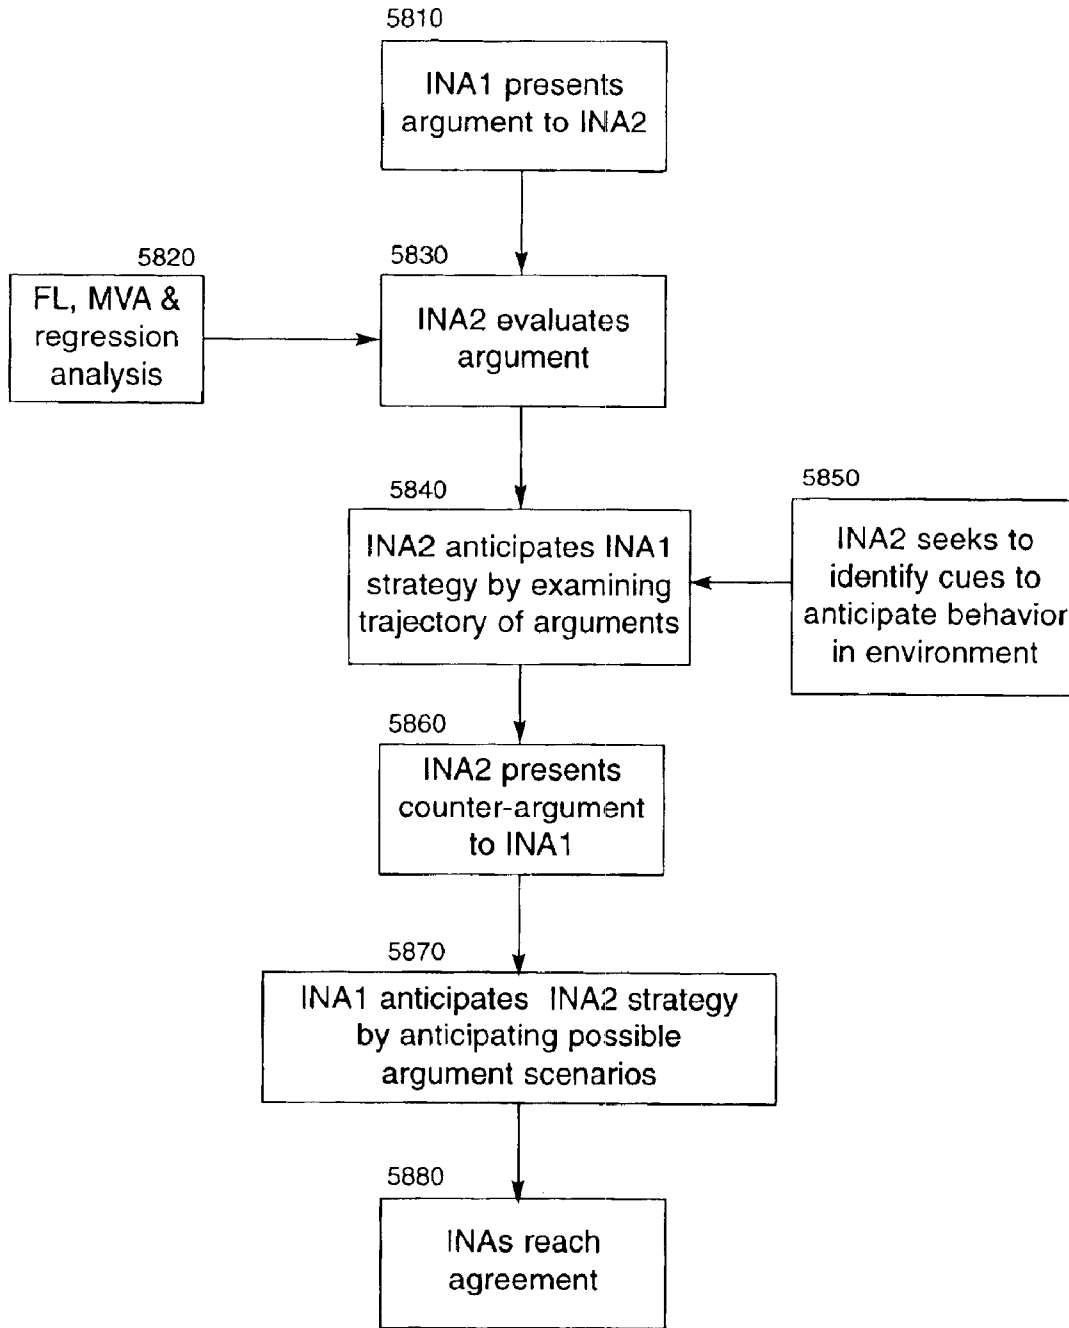 5810
INA1 presents
argument to INA2
5820
FL, MVA &
regression
analysis
5830
INA2 evaluates
argument
5840
INA2 anticipates INA1
strategy by examining
trajectory of arguments
5850
INA2 seeks to
identify cues to
anticipate behavior
in environment
5860
INA2 presents
counter-argument
to INA1
5870
INA1 anticipates INA2 strategy
by anticipating possible
argument scenarios
5880
INAs reach
agreement